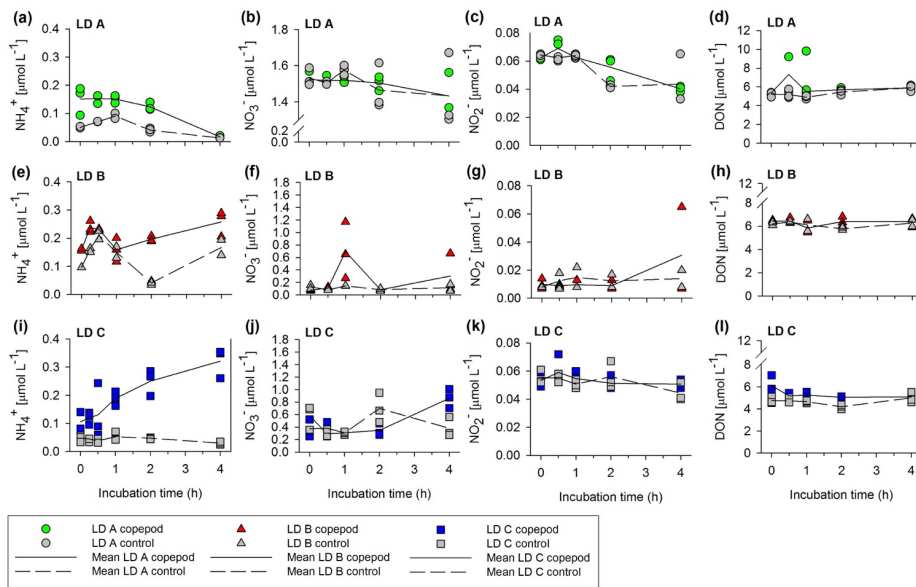 (a) LD A
NH4+ [µmol L−1]
0.4
0.3
0.2
0.1
0.0
(b) LD A
NO3− [µmol L−1]
1.8
1.6
1.4
0.2
0.0
(c) LD A
NO2− [µmol L−1]
0.08
0.06
0.04
0.02
0.00
(d) LD A
DON [µmol L−1]
12
10
8
6
4
2
0
(e) LD B
NH4+ [µmol L−1]
0.4
0.3
0.2
0.1
0.0
(f) LD B
NO3− [µmol L−1]
1.8
1.6
1.4
1.2
1.0
0.8
0.6
0.4
0.2
0.0
(g) LD B
NO2− [µmol L−1]
0.08
0.06
0.04
0.02
0.00
(h) LD B
DON [µmol L−1]
12
8
6
4
2
0
(i) LD C
NH4+ [µmol L−1]
0.4
0.3
0.2
0.1
0.0
0 1 2 3 4
Incubation time (h)
(j) LD C
NO3− [µmol L−1]
1.8
1.6
1.4
1.2
1.0
0.8
0.6
0.4
0.2
0.0
0 1 2 3 4
Incubation time (h)
(k) LD C
NO2− [µmol L−1]
0.08
0.06
0.04
0.02
0.00
0 1 2 3 4
Incubation time (h)
(l) LD C
DON [µmol L−1]
12
8
6
4
2
0
0 1 2 3 4
Incubation time (h)
LD A copepod LD B copepod LD C copepod
LD A control LD B control LD C control
Mean LD A copepod Mean LD B copepod Mean LD C copepod
Mean LD A control Mean LD B control Mean LD C control